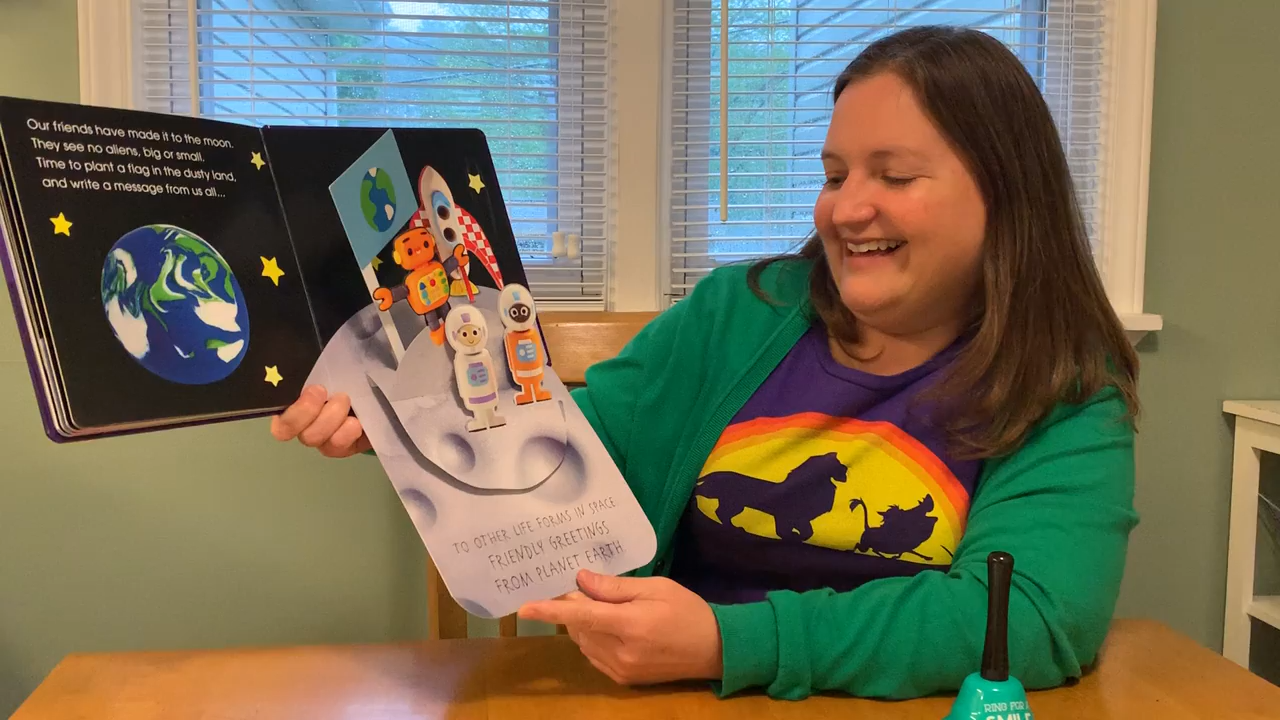 Our friends have made it to the moon.
They see no aliens, big or small.
Time to plant a flag in the dusty land,
and write a message from us all...
TO OTHER LIFE FORMS IN SPACE
FRIENDLY GREETINGS
FROM PLANET EARTH
RING FOR A
SMILE